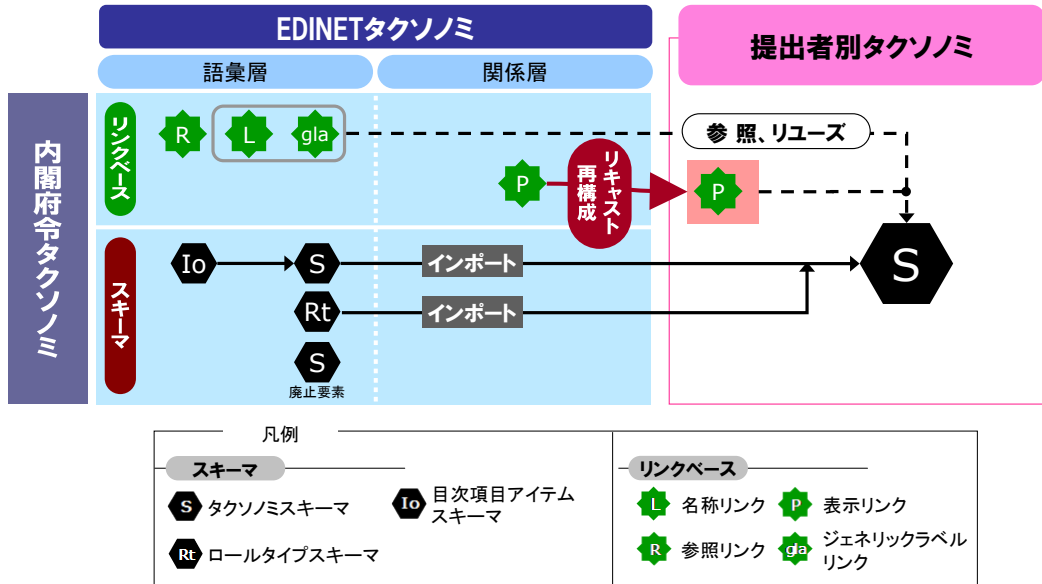 EDINETタクソノミ
提出者別タクソノミ
語彙層
関係層
内閣府令タクソノミ
リンクベース
R
L
gla
参照、リユーズ
P
リキャスト
再構成
P
スキーマ
Io
S
インポート
S
Rt
インポート
S
廃止要素
凡例
スキーマ
リンクベース
S タクソノミスキーマ
Io 目次項目アイテム
スキーマ
L 名称リンク
P 表示リンク
Rt ロールタイプスキーマ
R 参照リンク
gla ジェネリックラベル
リンク